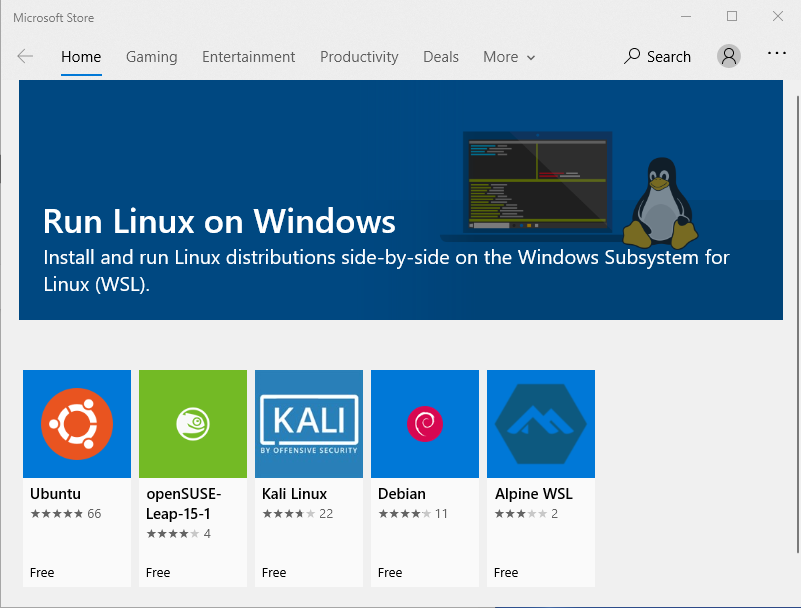 Microsoft Store
Home Gaming Entertainment Productivity Deals More Search
Run Linux on Windows
Install and run Linux distributions side-by-side on the Windows Subsystem for
Linux (WSL).
KALI
BY OFFENSIVE SECURITY
Ubuntu
66
Free
openSUSE-
Leap-15-1
4
Free
Kali Linux
22
Free
Debian
11
Free
Alpine WSL
2
Free